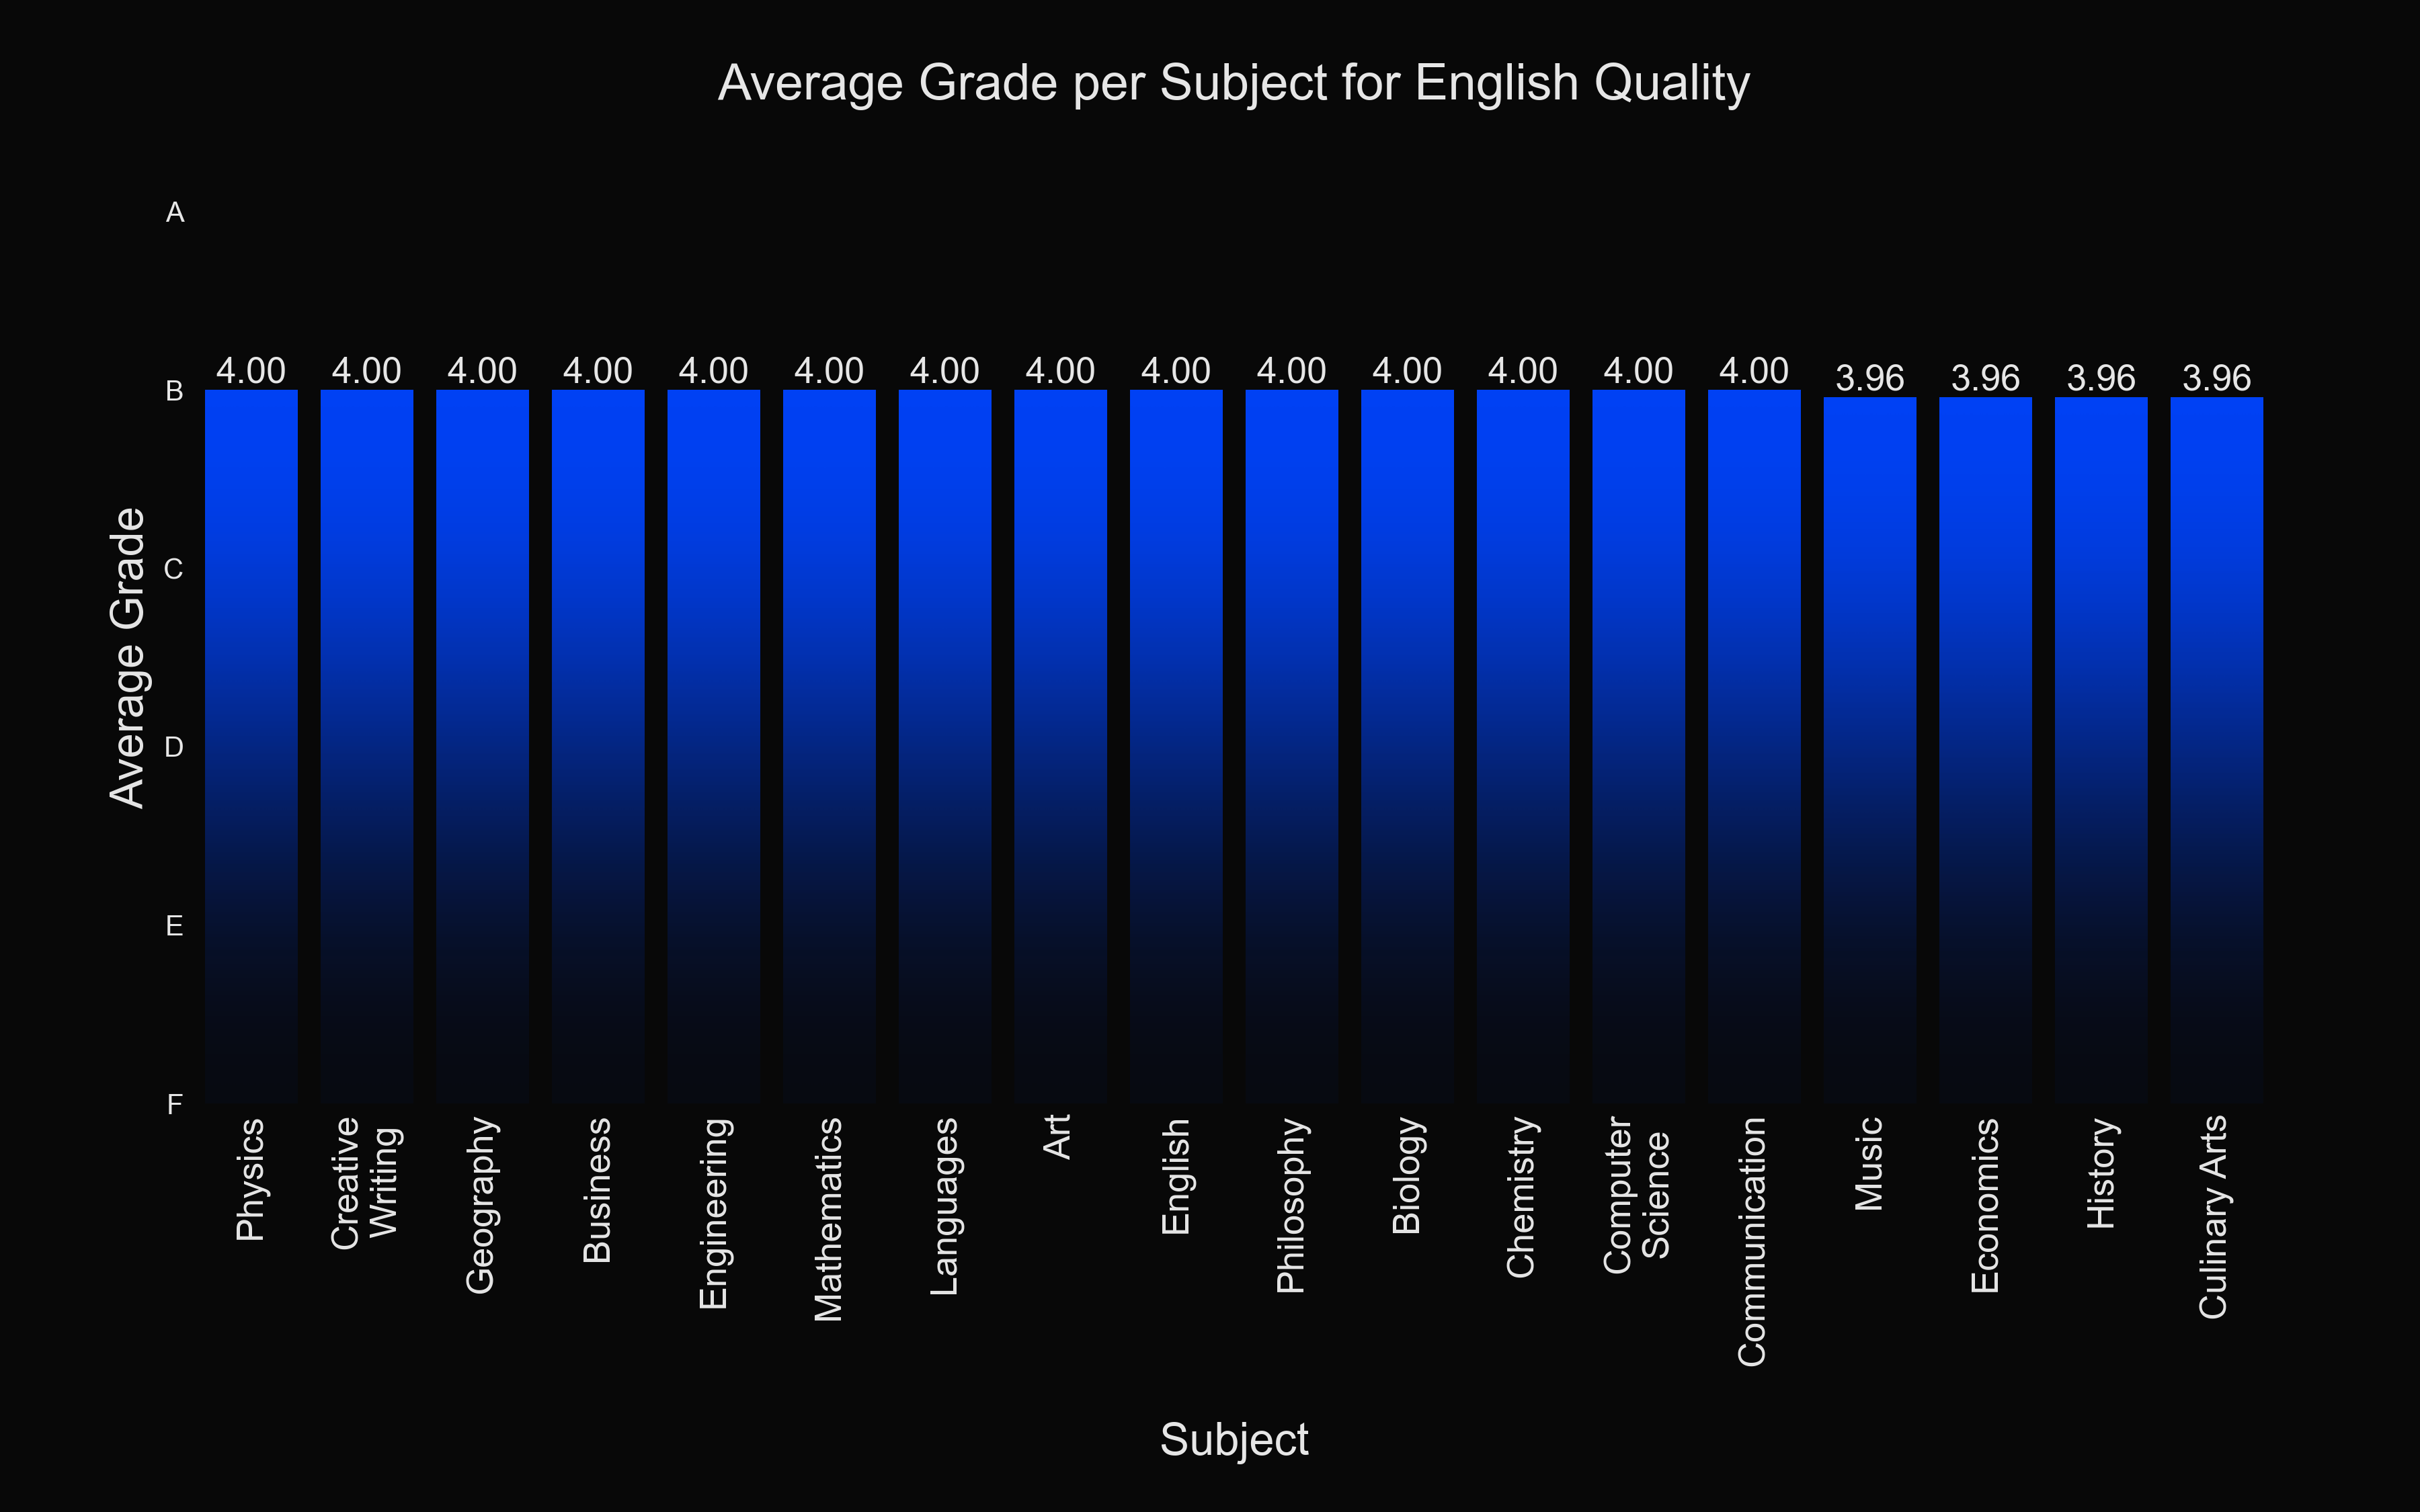 Average Grade per Subject for English Quality
A
B
C
D
E
F
Average Grade
4.00
4.00
4.00
4.00
4.00
4.00
4.00
4.00
4.00
4.00
4.00
4.00
4.00
4.00
3.96
3.96
3.96
3.96
Physics
Creative
Writing
Geography
Business
Engineering
Mathematics
Languages
Art
English
Philosophy
Biology
Chemistry
Computer
Science
Communication
Music
Economics
History
Culinary Arts
Subject